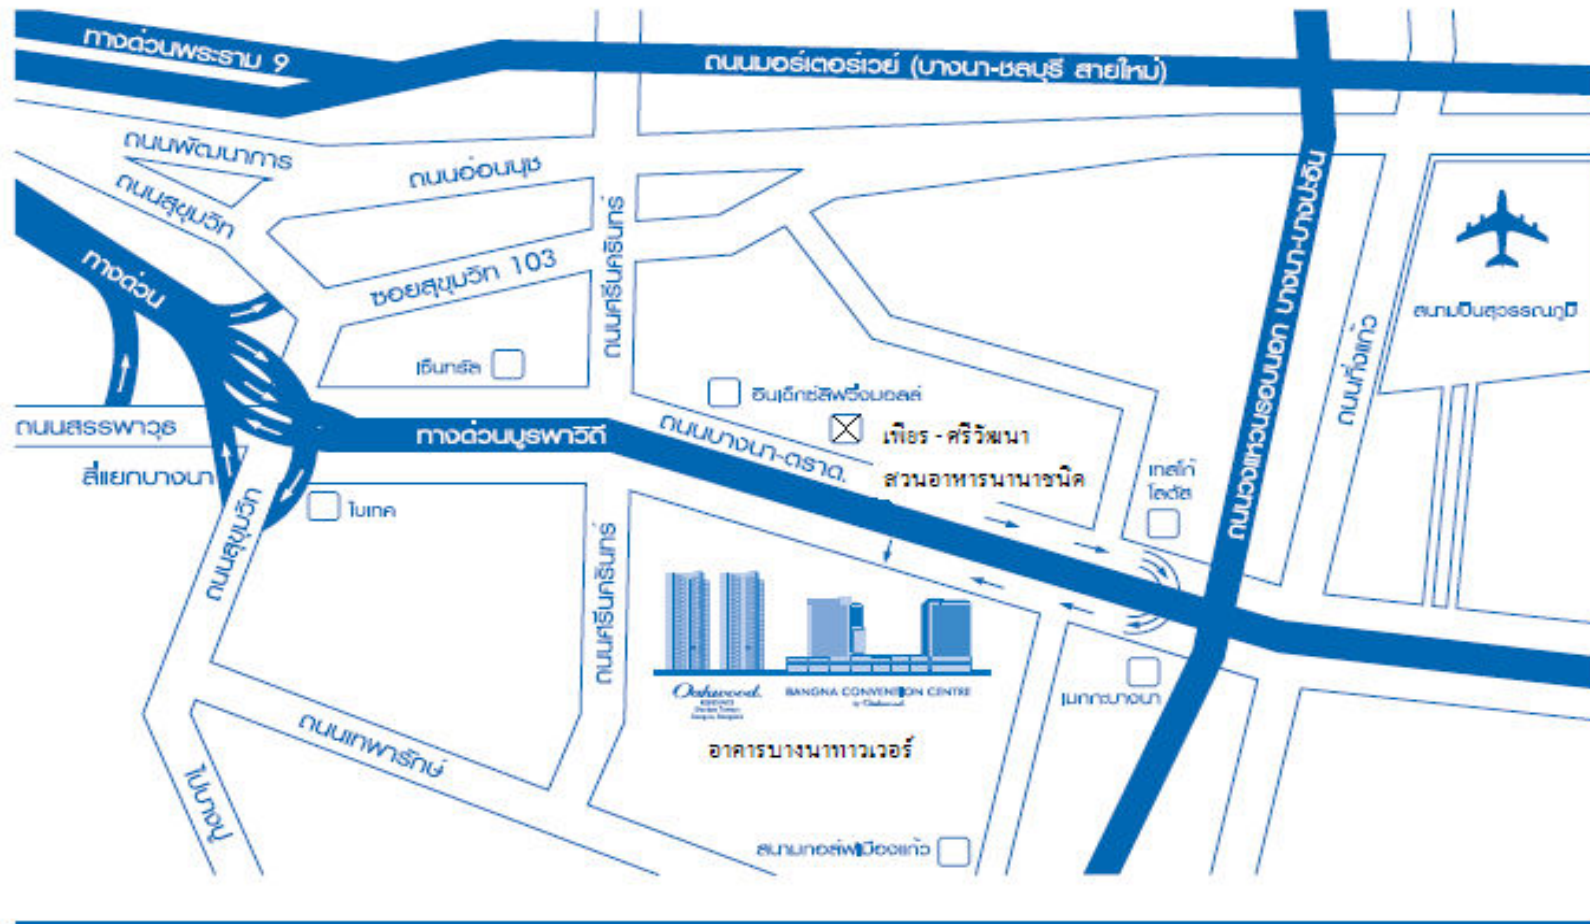 ทางด่วนพระราม 9
ถนนมอร์เตอร์เวย์ (บางนา-ชลบุรี สายใหม่)
ถนนพัฒนาการ
ถนนอ่อนนุช
ถนนสุขุมวิท
ถนนศรีนครินทร์
ซอยสุขุมวิท 103
ทางด่วน
ถนนวงแหวนรอบนอก บางนา-บางปะอิน
สนามบินสุวรรณภูมิ
ถนนกิ่งแก้ว
เซ็นทรัล
อินเด็กซ์ลิฟวิ่งมอลล์
ถนนสรรพาวุธ
ทางด่วนบูรพาวิถี
ถนนบางนา-ตราด.
เพียร - ศรีวัฒนา
สวนอาหารนานาชนิด
เทสโก้
โลตัส
สี่แยกบางนา
ไบเทค
ถนนสุขุมวิท
ถนนศรีนครินทร์
Oakwood
RESIDENCE
BANGNA CONVENTION CENTRE
by Oakwood
เมกกะบางนา
อาคารบางนาทาวเวอร์
ถนนเทพารักษ์
ไปบางปู
สนามกอล์ฟเมืองแก้ว